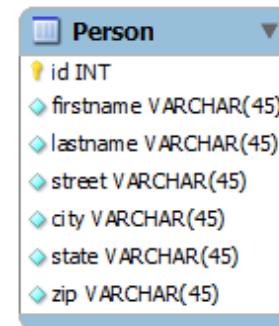 Person
id INT
firstname VARCHAR(45)
lastname VARCHAR(45)
street VARCHAR(45)
city VARCHAR(45)
state VARCHAR(45)
zip VARCHAR(45)